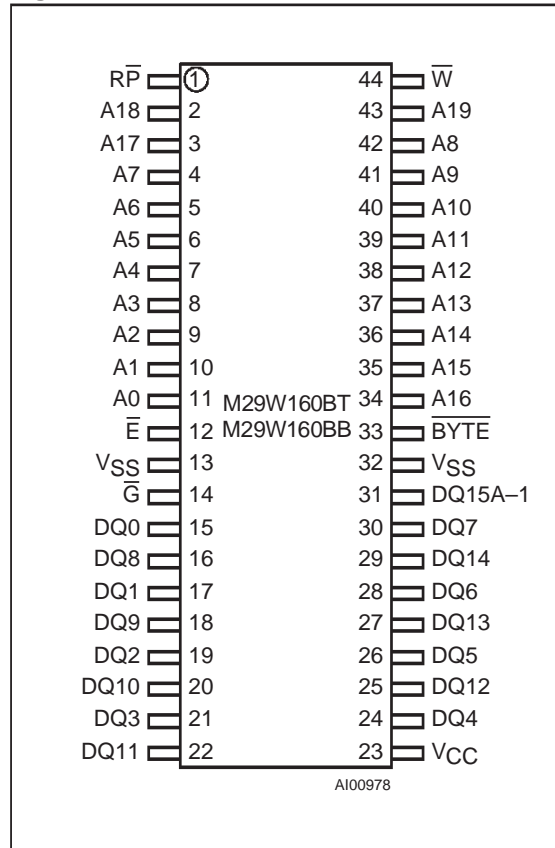 RP̅ 1 44 W̅
A18 2 43 A19
A17 3 42 A8
A7 4 41 A9
A6 5 40 A10
A5 6 39 A11
A4 7 38 A12
A3 8 37 A13
A2 9 36 A14
A1 10 35 A15
A0 11 M29W160BT 34 A16
E̅ 12 M29W160BB 33 B̅Y̅T̅E̅
VSS 13 32 VSS
G̅ 14 31 DQ15A–1
DQ0 15 30 DQ7
DQ8 16 29 DQ14
DQ1 17 28 DQ6
DQ9 18 27 DQ13
DQ2 19 26 DQ5
DQ10 20 25 DQ12
DQ3 21 24 DQ4
DQ11 22 23 VCC
AI00978